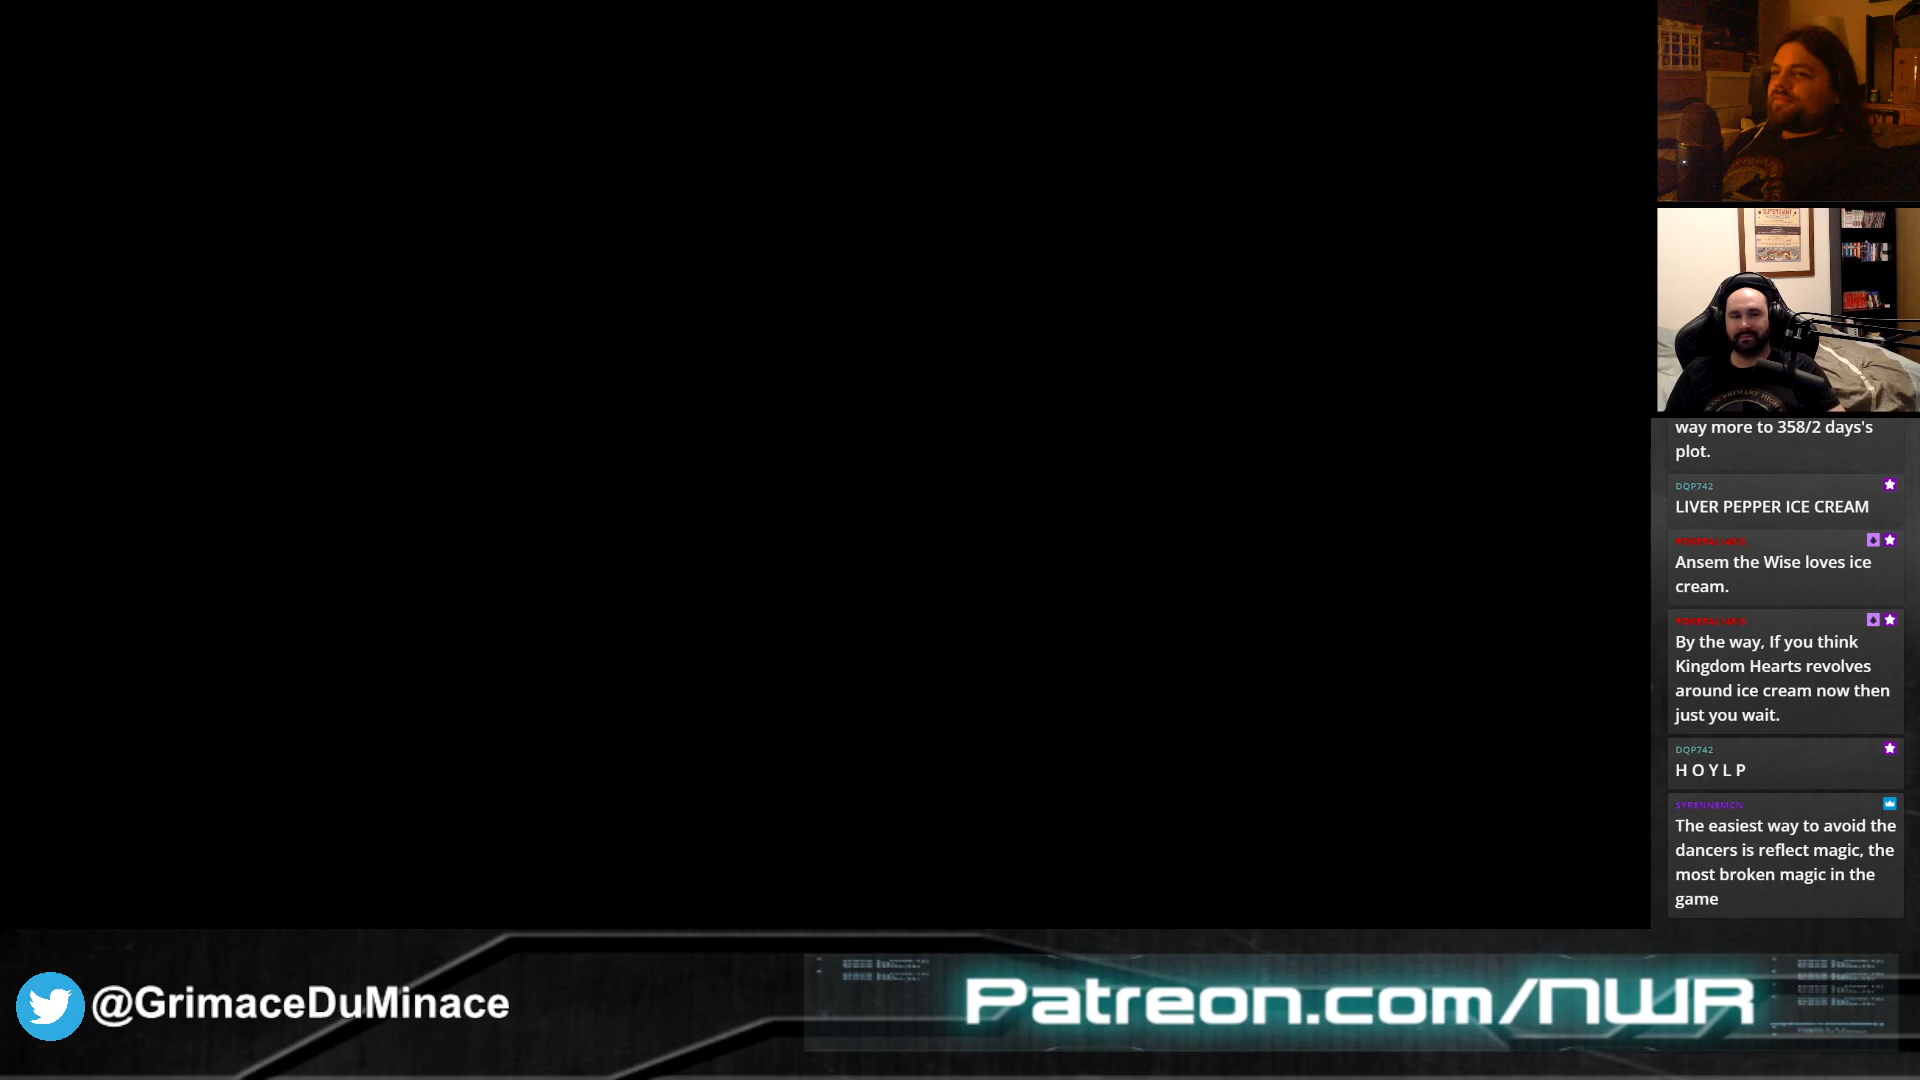 way more to 358/2 days's
plot.
DQP742
LIVER PEPPER ICE CREAM
Ansem the Wise loves ice
cream.
By the way, If you think
Kingdom Hearts revolves
around ice cream now then
just you wait.
DQP742
H O Y L P
SYRENNEMCN
The easiest way to avoid the
dancers is reflect magic, the
most broken magic in the
game
@GrimaceDuMinace
Patreon.com/NWR